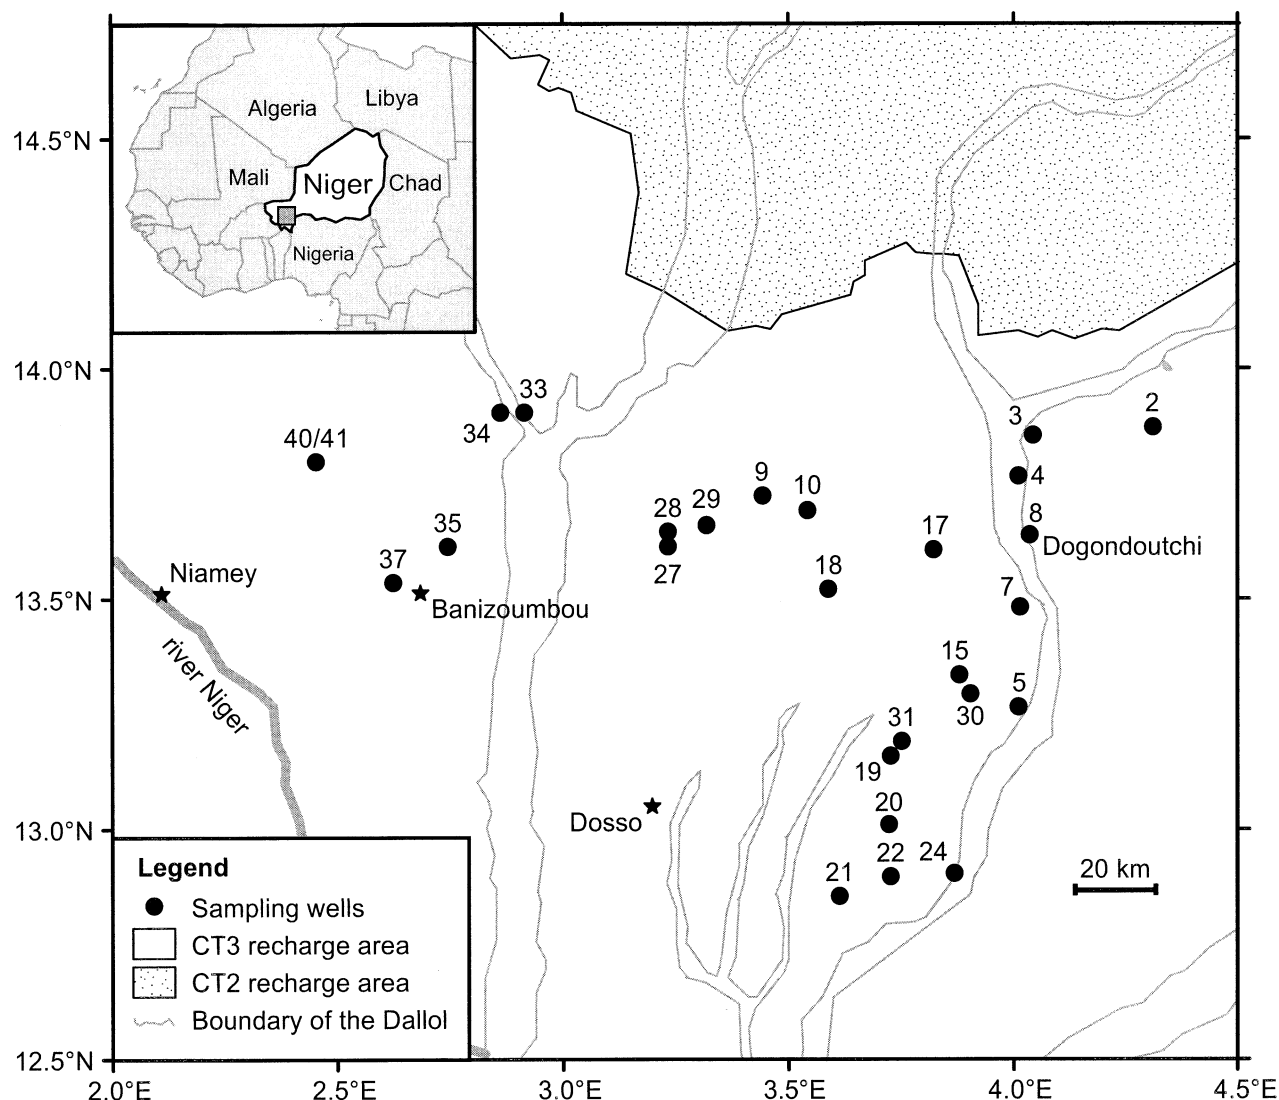 Algeria
Libya
Mali
Niger
Chad
Nigeria
14.5°N
14.0°N
13.5°N
13.0°N
12.5°N
33
34
40/41
3
2
4
9
10
28
29
27
35
37
17
8
Dogondoutchi
18
7
Niamey
Banizoumbou
river Niger
15
30
5
31
19
20
Dosso
22
24
21
20 km
Legend
Sampling wells
CT3 recharge area
CT2 recharge area
Boundary of the Dallol
2.0°E
2.5°E
3.0°E
3.5°E
4.0°E
4.5°E